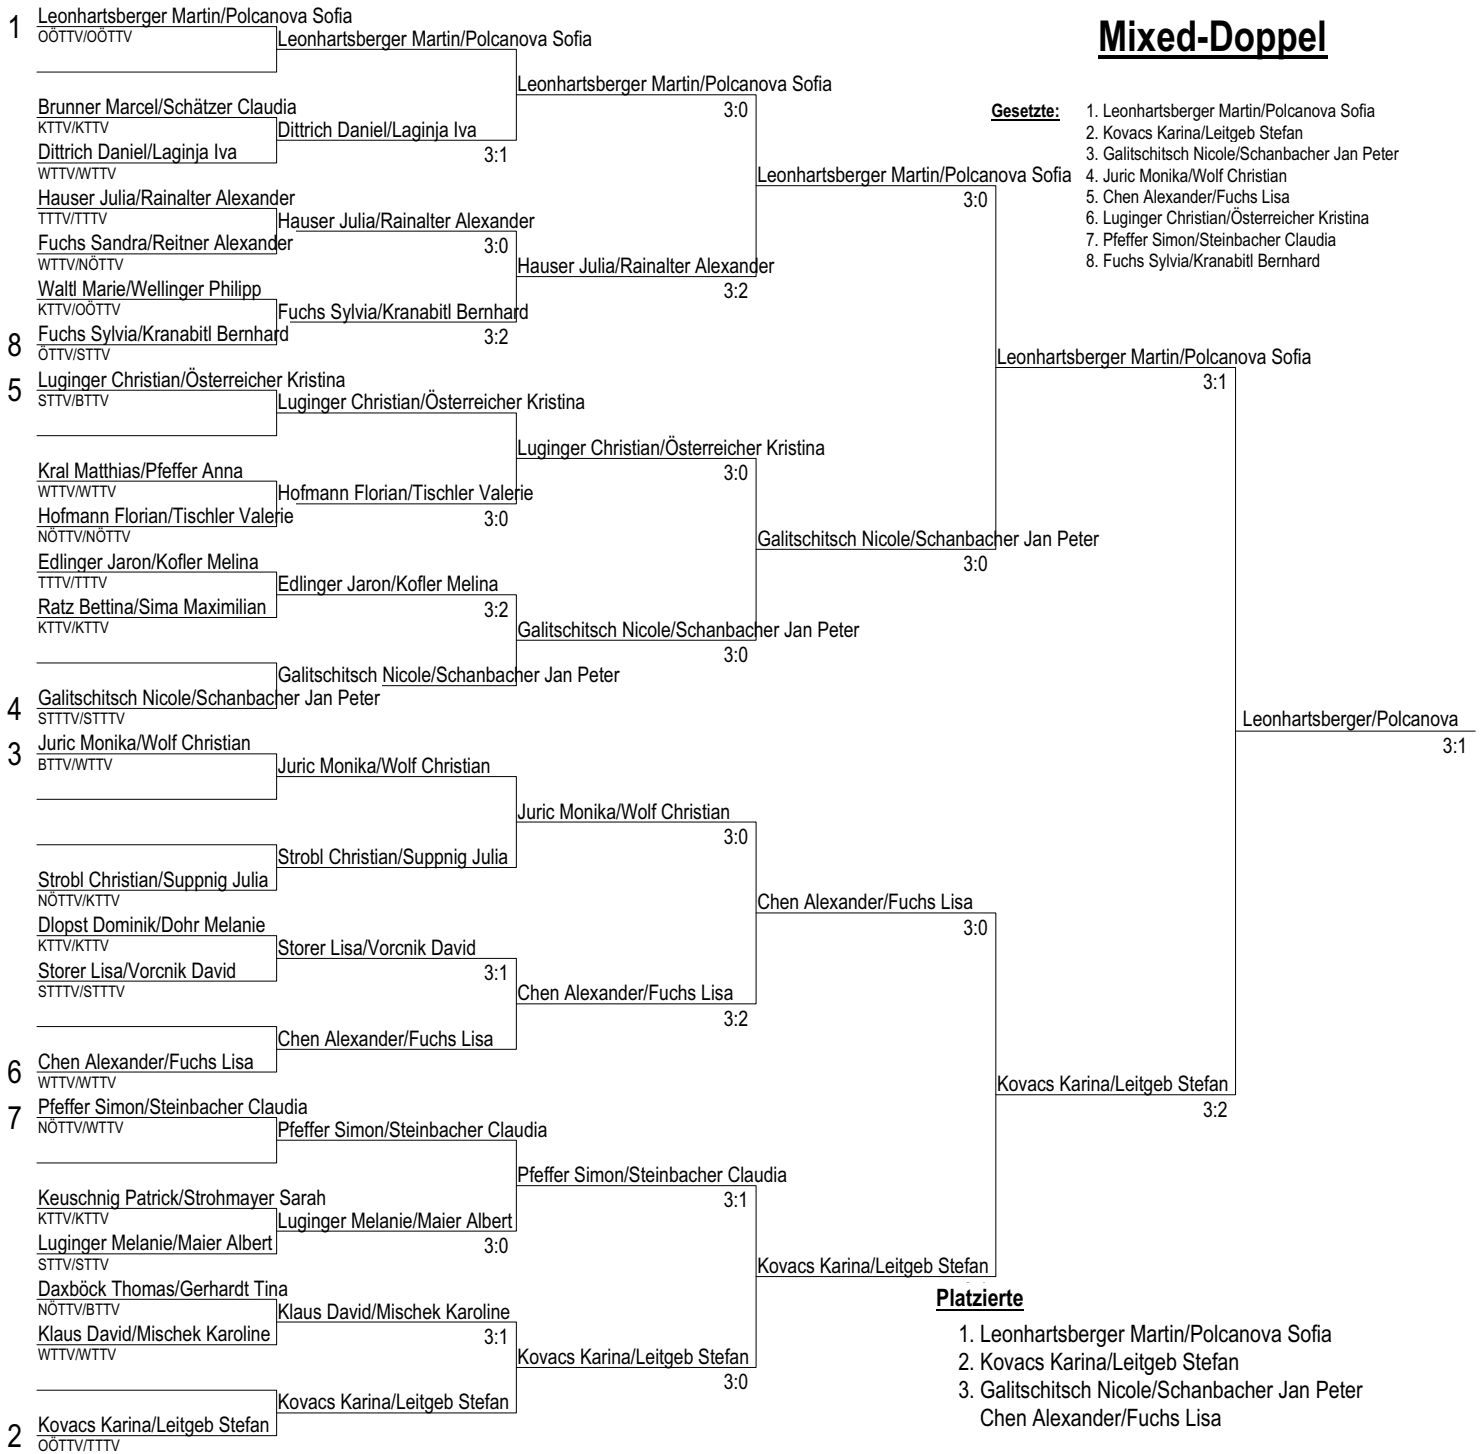 Mixed-Doppel
Gesetzte:
1. Leonhartsberger Martin/Polcanova Sofia
2. Kovacs Karina/Leitgeb Stefan
3. Galitschitsch Nicole/Schanbacher Jan Peter
4. Juric Monika/Wolf Christian
5. Chen Alexander/Fuchs Lisa
6. Luginger Christian/Österreicher Kristina
7. Pfeffer Simon/Steinbacher Claudia
8. Fuchs Sylvia/Kranabitl Bernhard
1 Leonhartsberger Martin/Polcanova Sofia
OÖTTV/OÖTTV
Brunner Marcel/Schätzer Claudia
KTTV/KTTV
Dittrich Daniel/Laginja Iva
WTTV/WTTV
Hauser Julia/Rainalter Alexander
TTTV/TTTV
Fuchs Sandra/Reitner Alexander
WTTV/NÖTTV
Waltl Marie/Wellinger Philipp
KTTV/OÖTTV
8 Fuchs Sylvia/Kranabitl Bernhard
ÖTTV/STTV
5 Luginger Christian/Österreicher Kristina
STTV/BTTV
Kral Matthias/Pfeffer Anna
WTTV/WTTV
Hofmann Florian/Tischler Valerie
NÖTTV/NÖTTV
Edlinger Jaron/Kofler Melina
TTTV/TTTV
Ratz Bettina/Sima Maximilian
KTTV/KTTV
4 Galitschitsch Nicole/Schanbacher Jan Peter
STTTV/STTTV
3 Juric Monika/Wolf Christian
BTTV/WTTV
Strobl Christian/Suppnig Julia
NÖTTV/KTTV
Dlopst Dominik/Dohr Melanie
KTTV/KTTV
Storer Lisa/Vorcnik David
STTTV/STTTV
6 Chen Alexander/Fuchs Lisa
WTTV/WTTV
7 Pfeffer Simon/Steinbacher Claudia
NÖTTV/WTTV
Keuschnig Patrick/Strohmayer Sarah
KTTV/KTTV
Luginger Melanie/Maier Albert
STTV/STTV
Daxböck Thomas/Gerhardt Tina
NÖTTV/BTTV
Klaus David/Mischek Karoline
WTTV/WTTV
2 Kovacs Karina/Leitgeb Stefan
OÖTTV/TTTV
Leonhartsberger Martin/Polcanova Sofia
Dittrich Daniel/Laginja Iva
3:1
Hauser Julia/Rainalter Alexander
3:0
Fuchs Sylvia/Kranabitl Bernhard
3:2
Luginger Christian/Österreicher Kristina
Hofmann Florian/Tischler Valerie
3:0
Edlinger Jaron/Kofler Melina
3:2
Galitschitsch Nicole/Schanbacher Jan Peter
Juric Monika/Wolf Christian
Strobl Christian/Suppnig Julia
Storer Lisa/Vorcnik David
3:1
Chen Alexander/Fuchs Lisa
Pfeffer Simon/Steinbacher Claudia
Luginger Melanie/Maier Albert
3:0
Klaus David/Mischek Karoline
3:1
Kovacs Karina/Leitgeb Stefan
Leonhartsberger Martin/Polcanova Sofia
3:0
Hauser Julia/Rainalter Alexander
3:2
Luginger Christian/Österreicher Kristina
3:0
Galitschitsch Nicole/Schanbacher Jan Peter
3:0
Juric Monika/Wolf Christian
3:0
Chen Alexander/Fuchs Lisa
3:2
Pfeffer Simon/Steinbacher Claudia
3:1
Kovacs Karina/Leitgeb Stefan
3:0
Leonhartsberger Martin/Polcanova Sofia
3:0
Galitschitsch Nicole/Schanbacher Jan Peter
3:0
Chen Alexander/Fuchs Lisa
3:0
Kovacs Karina/Leitgeb Stefan
Leonhartsberger Martin/Polcanova Sofia
3:1
Kovacs Karina/Leitgeb Stefan
3:2
Leonhartsberger/Polcanova
3:1
Platzierte
1. Leonhartsberger Martin/Polcanova Sofia
2. Kovacs Karina/Leitgeb Stefan
3. Galitschitsch Nicole/Schanbacher Jan Peter
Chen Alexander/Fuchs Lisa